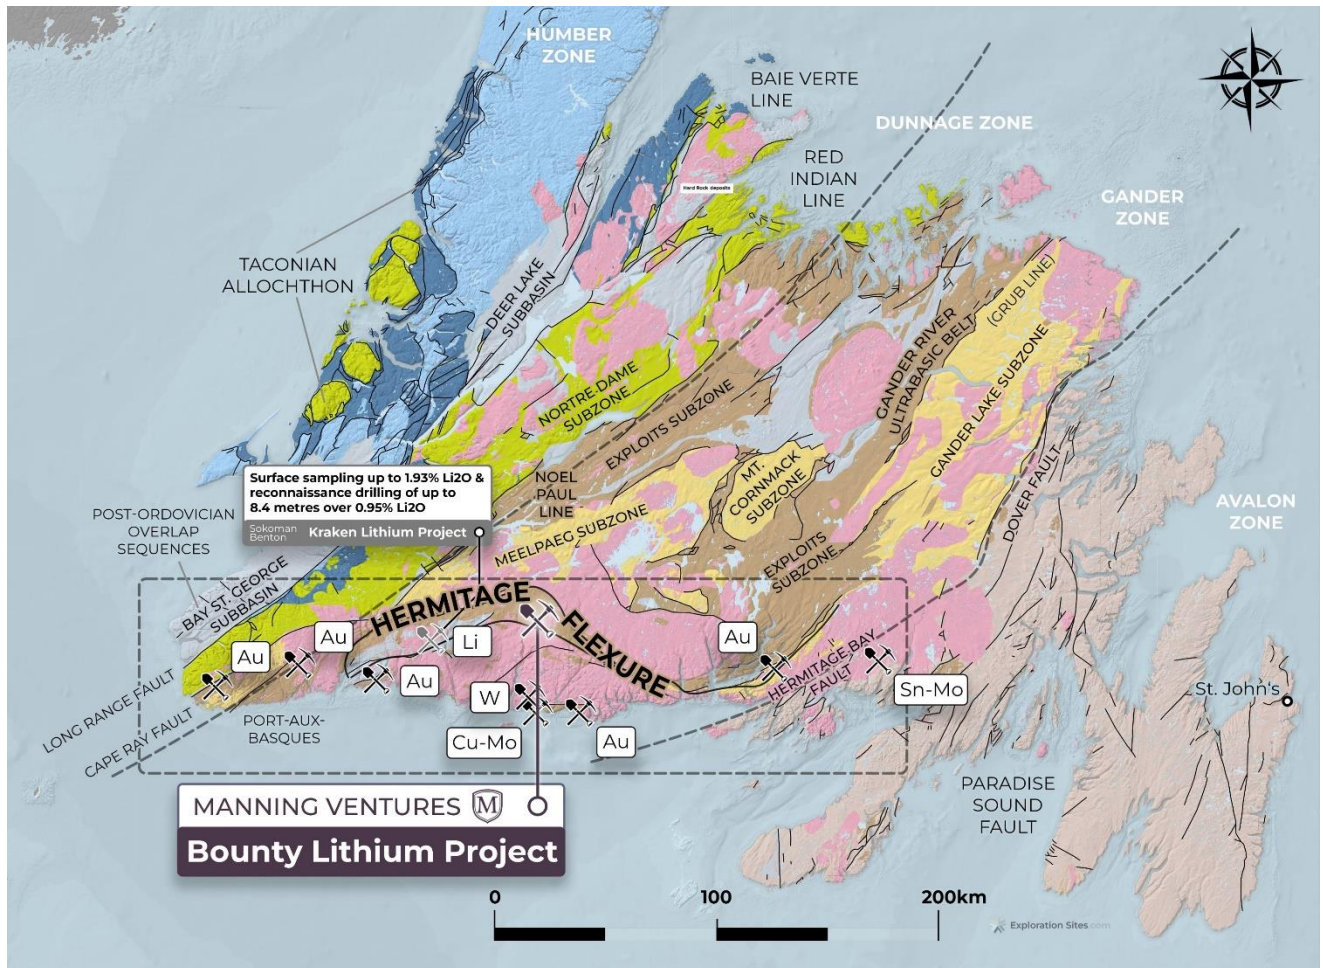 HUMBER
ZONE
BAIE VERTE
LINE
DUNNAGE ZONE
RED
INDIAN
LINE
Hard Rock deposits
GANDER
ZONE
TACONIAN
ALLOCHTHON
DEER LAKE
SUBBASIN
(GRUB LINE)
GANDER RIVER
ULTRABASIC BELT
GANDER LAKE SUBZONE
NORTRE-DAME
SUBZONE
EXPLOITS SUBZONE
MT.
CORNMACK
SUBZONE
DOVER FAULT
AVALON
ZONE
Surface sampling up to 1.93% Li2O &
reconnaissance drilling of up to
8.4 metres over 0.95% Li2O
Sokoman
Benton
Kraken Lithium Project
NOEL
PAUL
LINE
MEELPAEG SUBZONE
POST-ORDOVICIAN
OVERLAP
SEQUENCES
EXPLOITS
SUBZONE
BAY ST. GEORGE
SUBBASIN
HERMITAGE
FLEXURE
Au
Au
Li
Au
Au
W
Cu-Mo
Au
Sn-Mo
HERMITAGE BAY
FAULT
St. John's
LONG RANGE FAULT
CAPE RAY FAULT
PORT-AUX-
BASQUES
PARADISE
SOUND
FAULT
MANNING VENTURES M
Bounty Lithium Project
0 100 200km
Exploration Sites.com